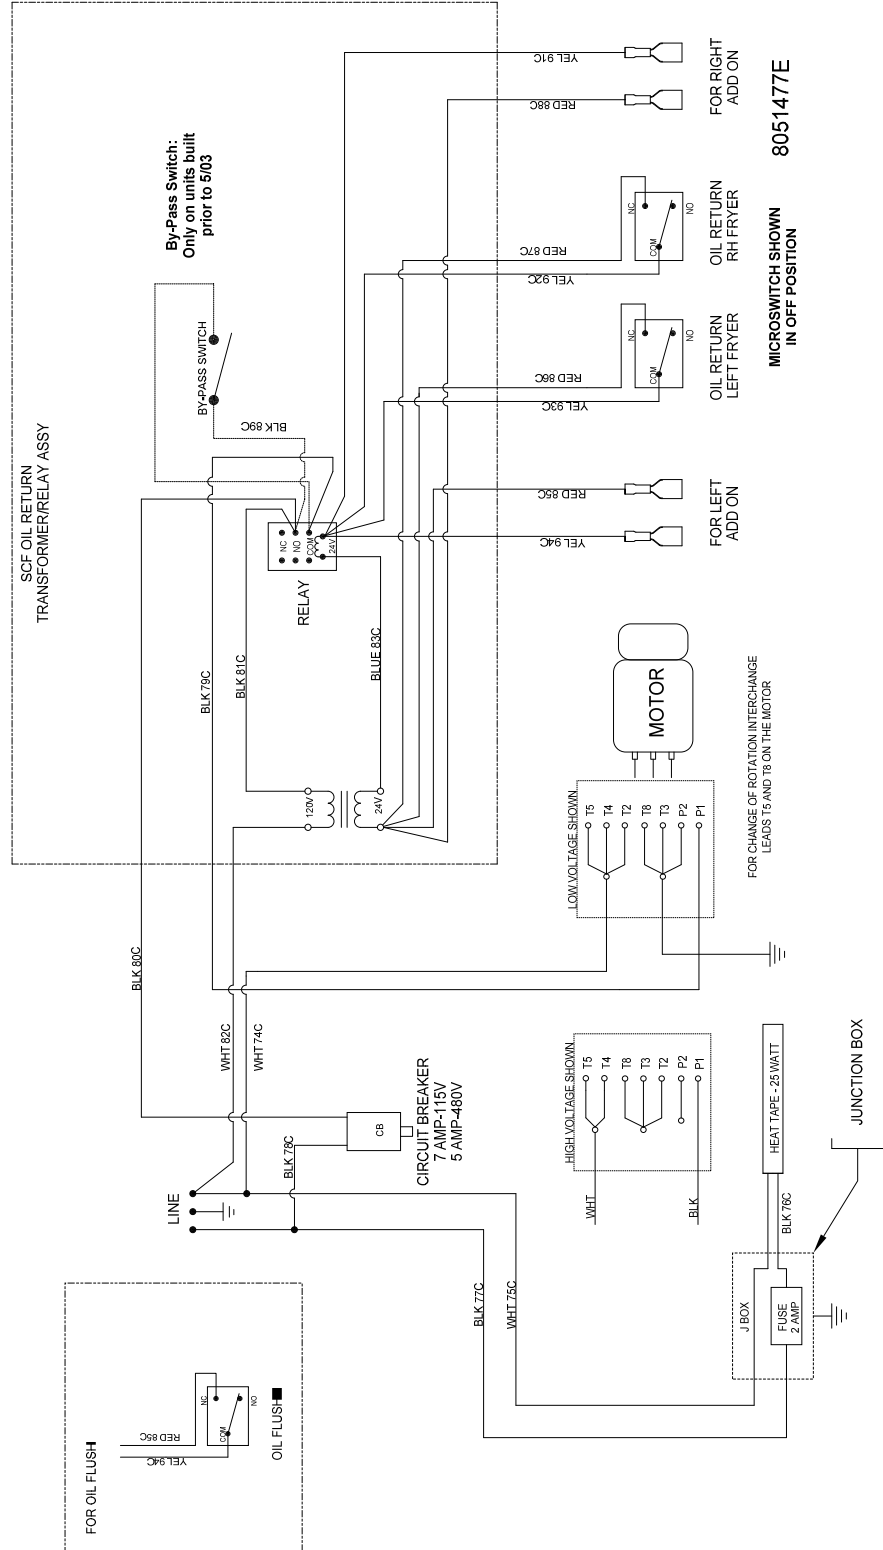 SCF OIL RETURN
TRANSFORMER/RELAY ASSY
By-Pass Switch:
Only on units built
prior to 5/03
BY-PASS SWITCH
BLK 89C
RELAY
NC
NO
COM
24V
BLK 79C
BLK 81C
BLUE 83C
120V
24V
BLK 80C
WHT 82C
WHT 74C
YEL 91C
RED 88C
FOR RIGHT
ADD ON
8051477E
RED 87C
YEL 92C
NC
COM
NO
OIL RETURN
RH FRYER
RED 86C
YEL 93C
NC
COM
NO
OIL RETURN
LEFT FRYER
MICROSWITCH SHOWN
IN OFF POSITION
RED 85C
YEL 94C
FOR LEFT
ADD ON
MOTOR
LOW VOLTAGE SHOWN
T5
T4
T2
T8
T3
P2
P1
FOR CHANGE OF ROTATION INTERCHANGE
LEADS T5 AND T8 ON THE MOTOR
HIGH VOLTAGE SHOWN
T5
T4
T8
T3
T2
P2
P1
WHT
BLK
LINE
BLK 78C
CB
CIRCUIT BREAKER
7 AMP-115V
5 AMP-480V
BLK 77C
WHT 75C
HEAT TAPE - 25 WATT
BLK 76C
JUNCTION BOX
J BOX
FUSE
2 AMP
FOR OIL FLUSH
RED 85C
YEL 94C
NC
COM
NO
OIL FLUSH